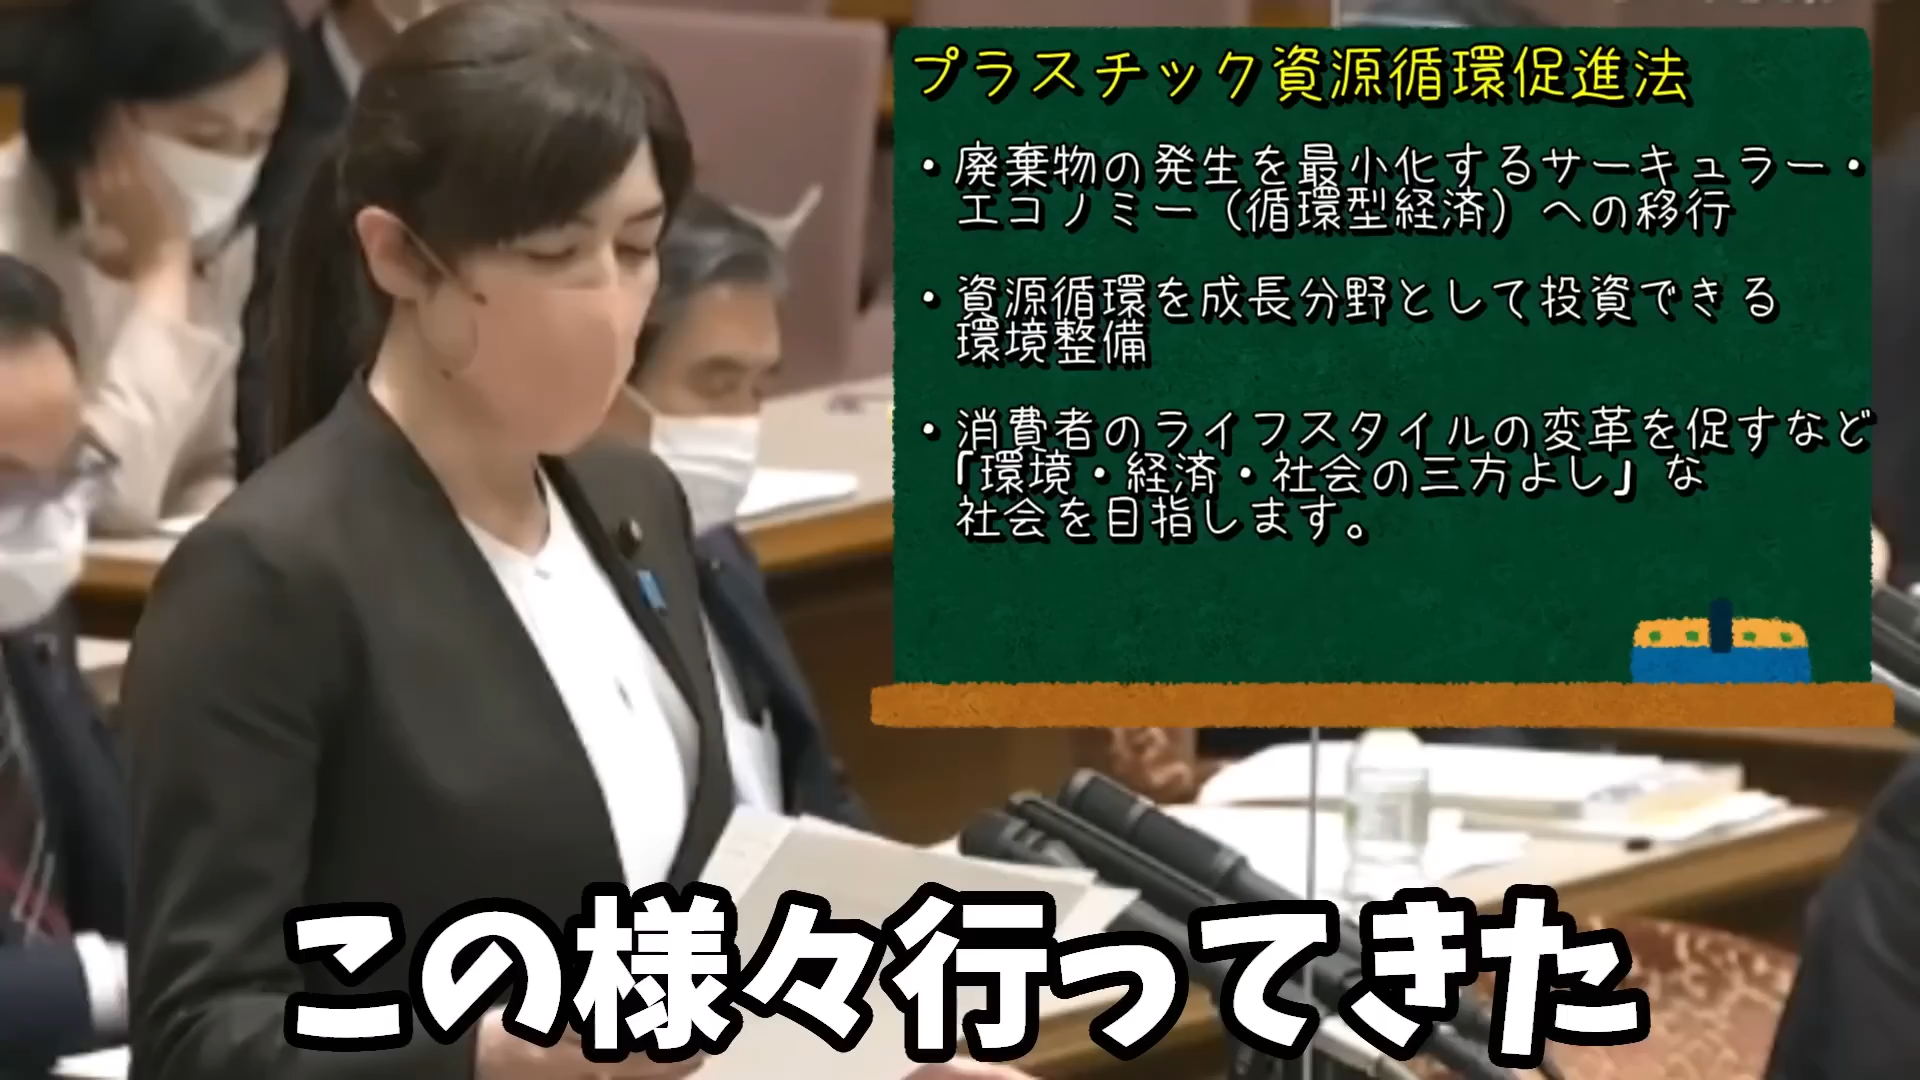 プラスチック資源循環促進法
・廃棄物の発生を最小化するサーキュラー・
エコノミー（循環型経済）への移行
・資源循環を成長分野として投資できる
環境整備
・消費者のライフスタイルの変革を促すなど
「環境・経済・社会の三方よし」な
社会を目指します。
この様々行ってきた